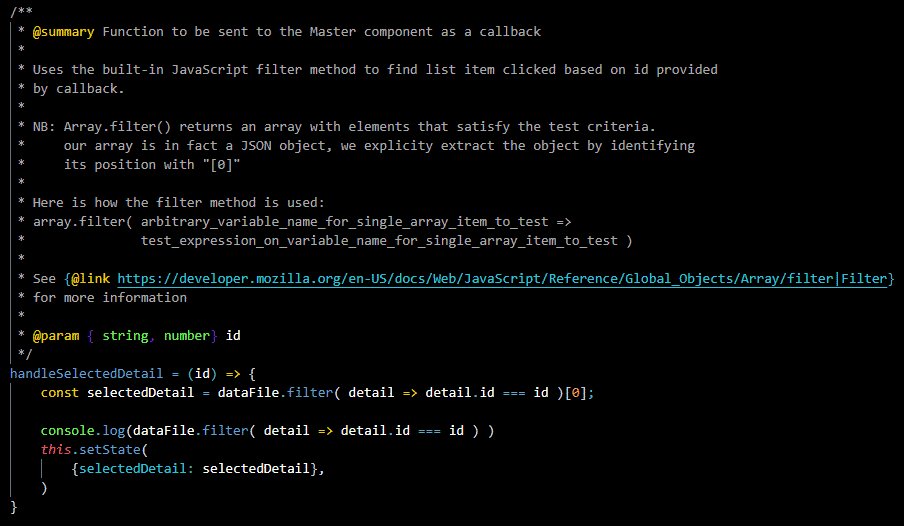 /**
 * @summary Function to be sent to the Master component as a callback
 *
 * Uses the built-in JavaScript filter method to find list item clicked based on id provided
 * by callback.
 *
 * NB: Array.filter() returns an array with elements that satisfy the test criteria.
 *     our array is in fact a JSON object, we explicity extract the object by identifying
 *     its position with "[0]"
 *
 * Here is how the filter method is used:
 * array.filter( arbitrary_variable_name_for_single_array_item_to_test =>
 *               test_expression_on_variable_name_for_single_array_item_to_test )
 *
 * See {@link https://developer.mozilla.org/en-US/docs/Web/JavaScript/Reference/Global_Objects/Array/filter|Filter}
 * for more information
 *
 * @param { string, number} id
 */
handleSelectedDetail = (id) => {
    const selectedDetail = dataFile.filter( detail => detail.id === id )[0];

    console.log(dataFile.filter( detail => detail.id === id ) )
    this.setState(
        {selectedDetail: selectedDetail},
    )
}